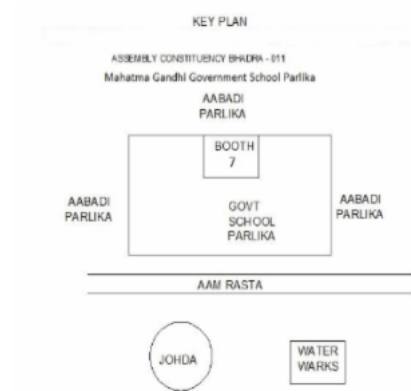 KEY PLAN
ASSEMBLY CONSTITUENCY BHADRA - 011
Mahatma Gandhi Government School Parlika
AABADI
PARLIKA
BOOTH
7
AABADI
PARLIKA
GOVT
SCHOOL
PARLIKA
AABADI
PARLIKA
AAM RASTA
JOHDA
WATER
WARKS